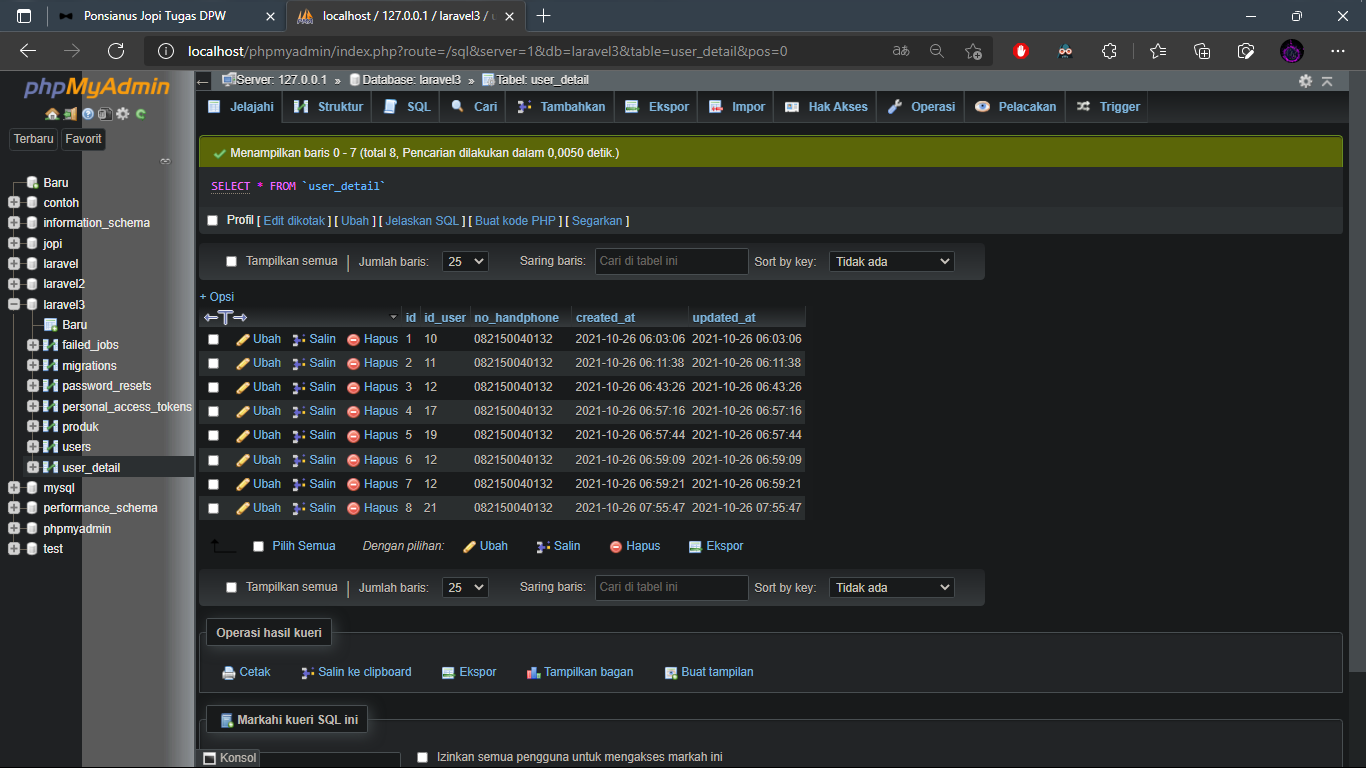 Ponsianus Jopi Tugas DPW
localhost / 127.0.0.1 / laravel3 / u
localhost/phpmyadmin/index.php?route=/sql&server=1&db=laravel3&table=user_detail&pos=0
phpMyAdmin
Terbaru Favorit
Baru
contoh
information_schema
jopi
laravel
laravel2
laravel3
Baru
failed_jobs
migrations
password_resets
personal_access_tokens
produk
users
user_detail
mysql
performance_schema
phpmyadmin
test
Server: 127.0.0.1 » Database: laravel3 » Tabel: user_detail
Jelajahi Struktur SQL Cari Tambahkan Ekspor Impor Hak Akses Operasi Pelacakan Trigger
Menampilkan baris 0 - 7 (total 8, Pencarian dilakukan dalam 0,0050 detik.)
SELECT * FROM `user_detail`
Profil [ Edit dikotak ] [ Ubah ] [ Jelaskan SQL ] [ Buat kode PHP ] [ Segarkan ]
Tampilkan semua | Jumlah baris: 25 Saring baris: Cari di tabel ini Sort by key: Tidak ada
+ Opsi
id id_user no_handphone created_at updated_at
Ubah Salin Hapus 1 10 082150040132 2021-10-26 06:03:06 2021-10-26 06:03:06
Ubah Salin Hapus 2 11 082150040132 2021-10-26 06:11:38 2021-10-26 06:11:38
Ubah Salin Hapus 3 12 082150040132 2021-10-26 06:43:26 2021-10-26 06:43:26
Ubah Salin Hapus 4 17 082150040132 2021-10-26 06:57:16 2021-10-26 06:57:16
Ubah Salin Hapus 5 19 082150040132 2021-10-26 06:57:44 2021-10-26 06:57:44
Ubah Salin Hapus 6 12 082150040132 2021-10-26 06:59:09 2021-10-26 06:59:09
Ubah Salin Hapus 7 12 082150040132 2021-10-26 06:59:21 2021-10-26 06:59:21
Ubah Salin Hapus 8 21 082150040132 2021-10-26 07:55:47 2021-10-26 07:55:47
Pilih Semua Dengan pilihan: Ubah Salin Hapus Ekspor
Tampilkan semua | Jumlah baris: 25 Saring baris: Cari di tabel ini Sort by key: Tidak ada
Operasi hasil kueri
Cetak Salin ke clipboard Ekspor Tampilkan bagan Buat tampilan
Markahi kueri SQL ini
Konsol Izinkan semua pengguna untuk mengakses markah ini